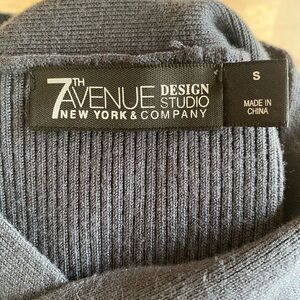 7TH AVENUE DESIGN STUDIO
NEW YORK & COMPANY
S
MADE IN
CHINA